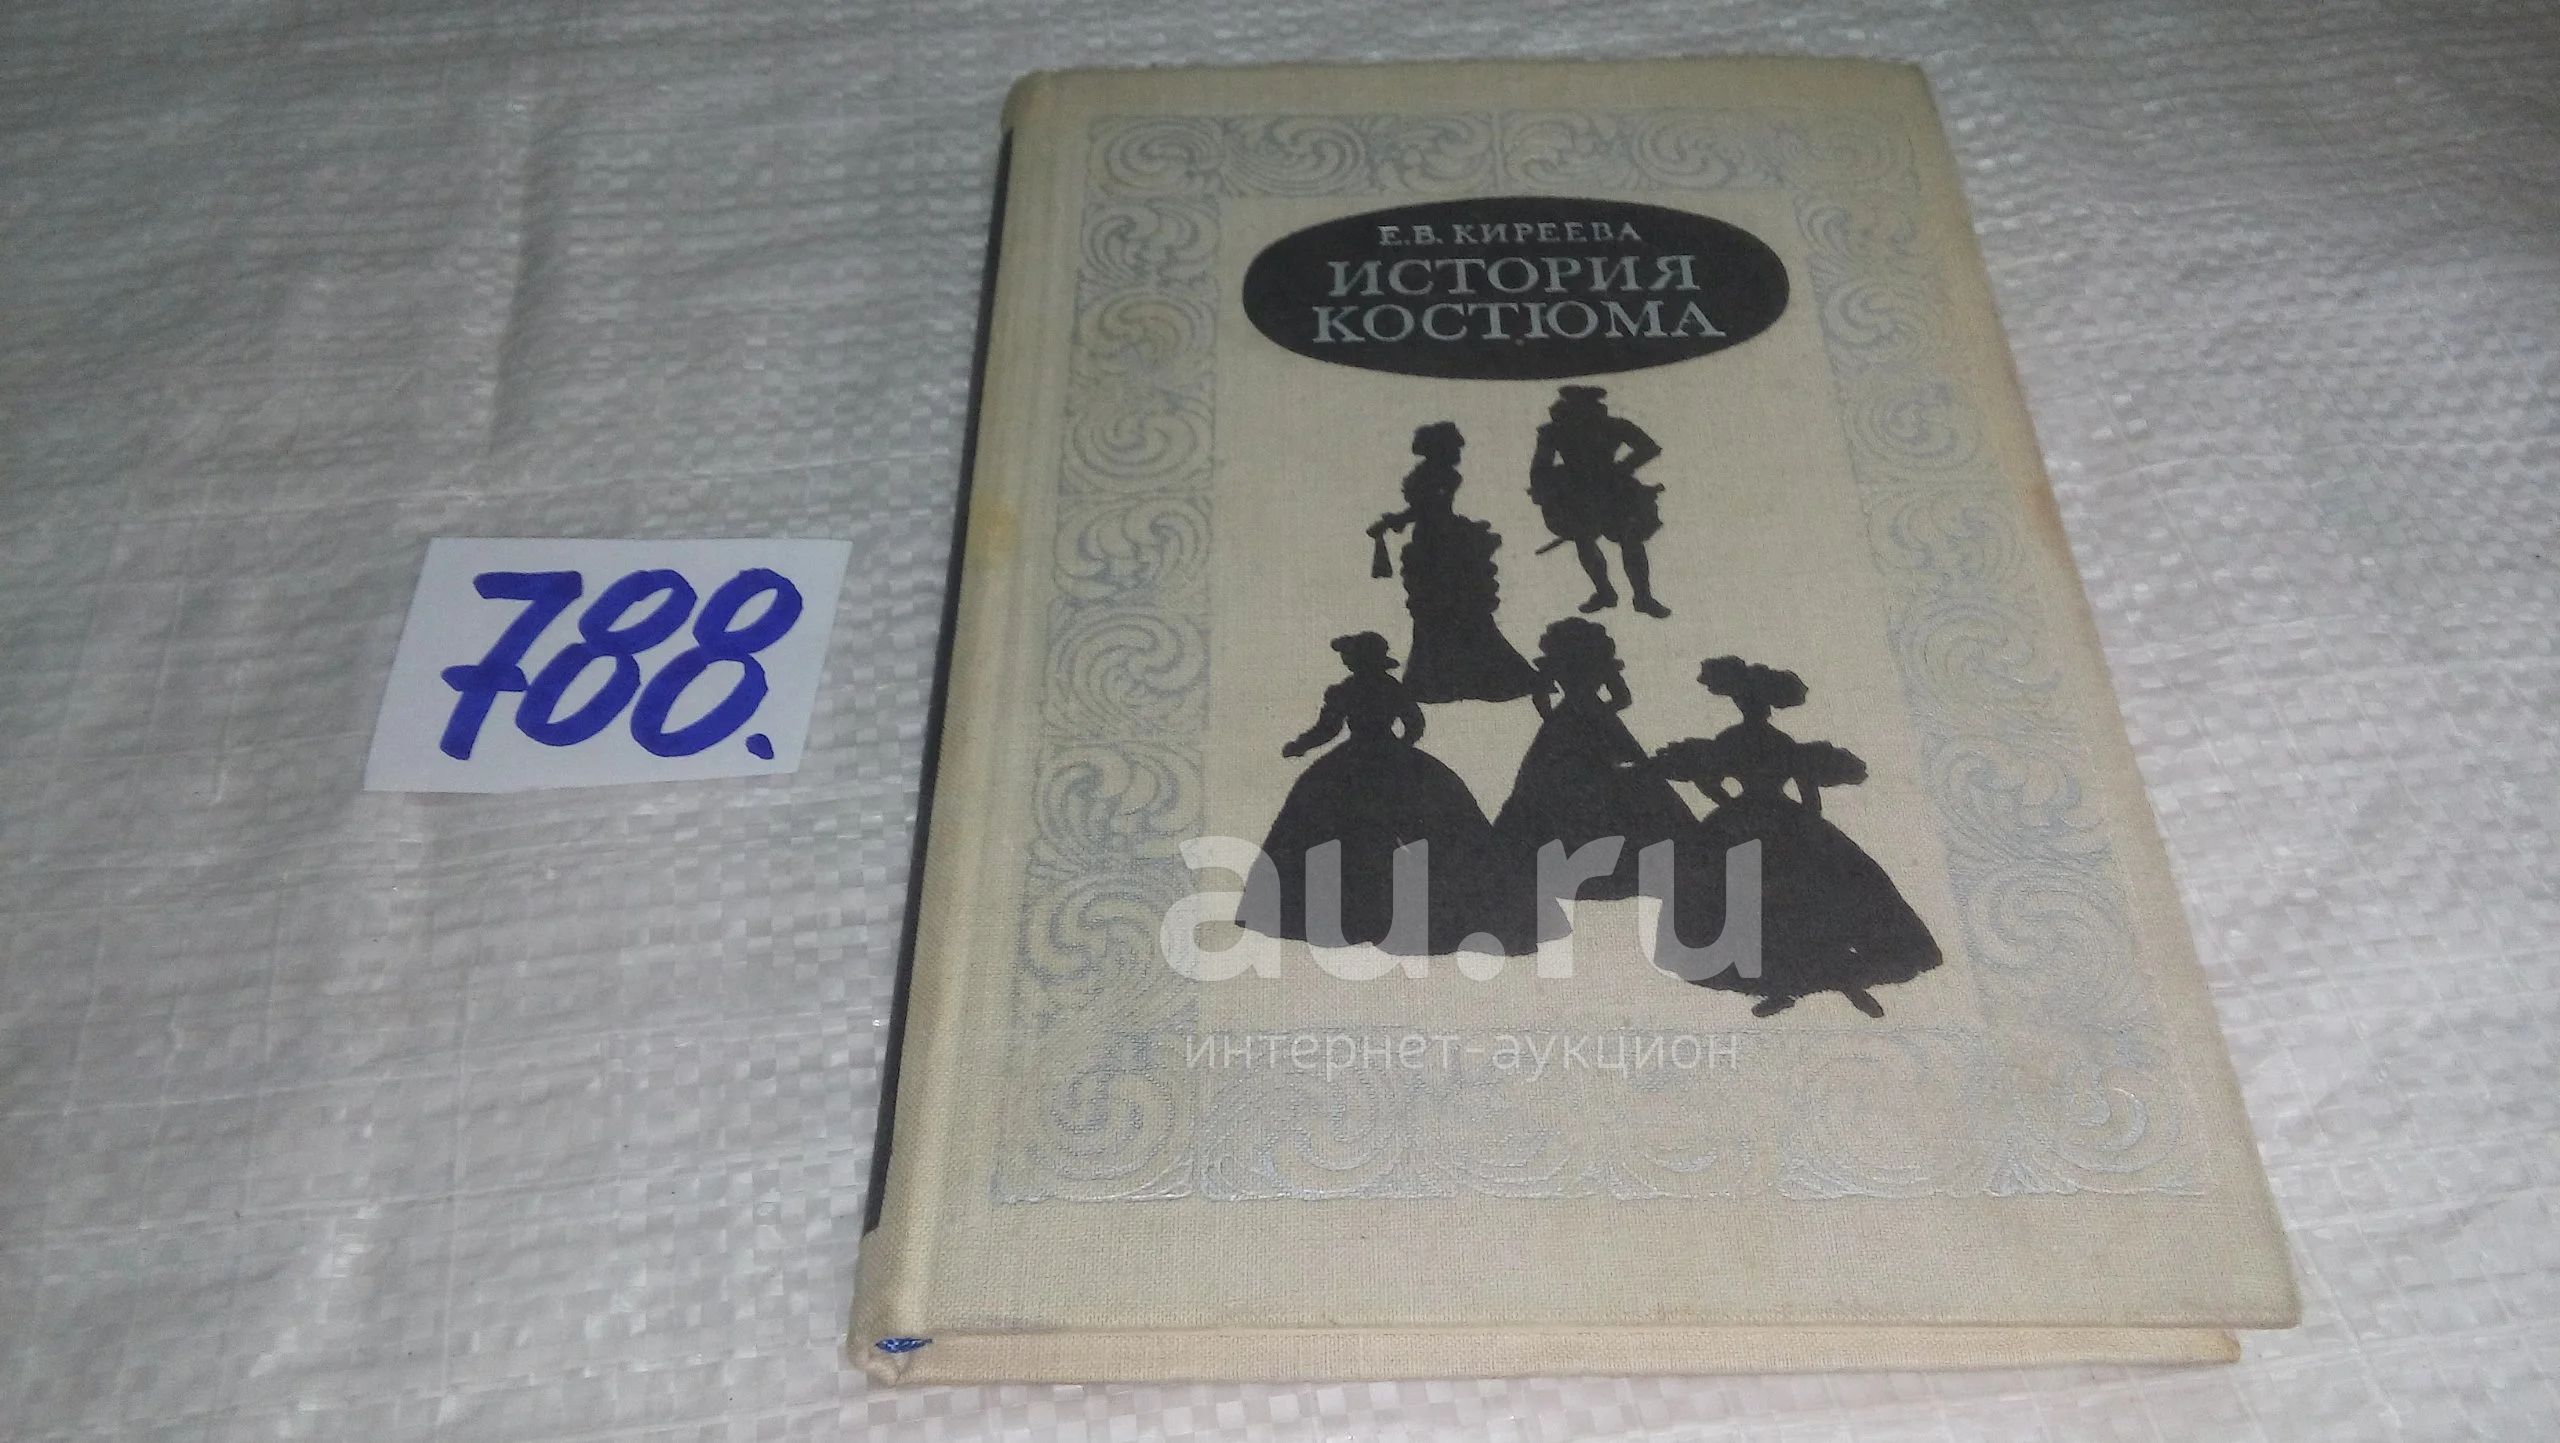 Е.В. КИРЕЕВА
ИСТОРИЯ
КОСТЮМА
788.
au.ru
интернет-аукцион